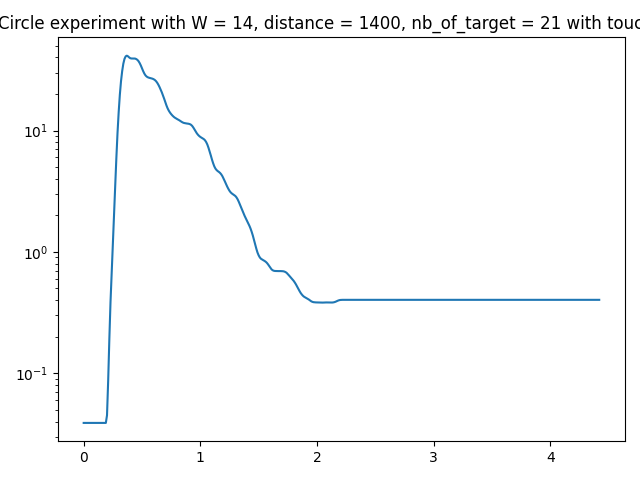 Circle experiment with W = 14, distance = 1400, nb_of_target = 21 with touc
10¹
10⁰
10⁻¹
0 1 2 3 4